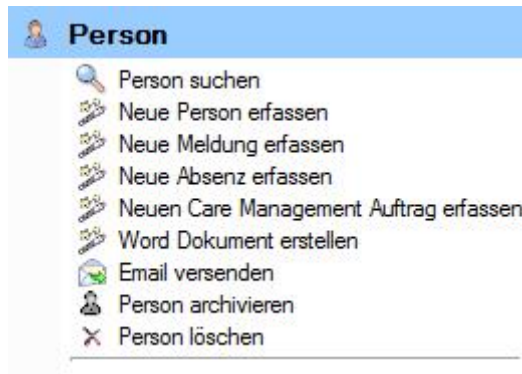 Person
Person suchen
Neue Person erfassen
Neue Meldung erfassen
Neue Absenz erfassen
Neuen Care Management Auftrag erfassen
Word Dokument erstellen
Email versenden
Person archivieren
Person löschen